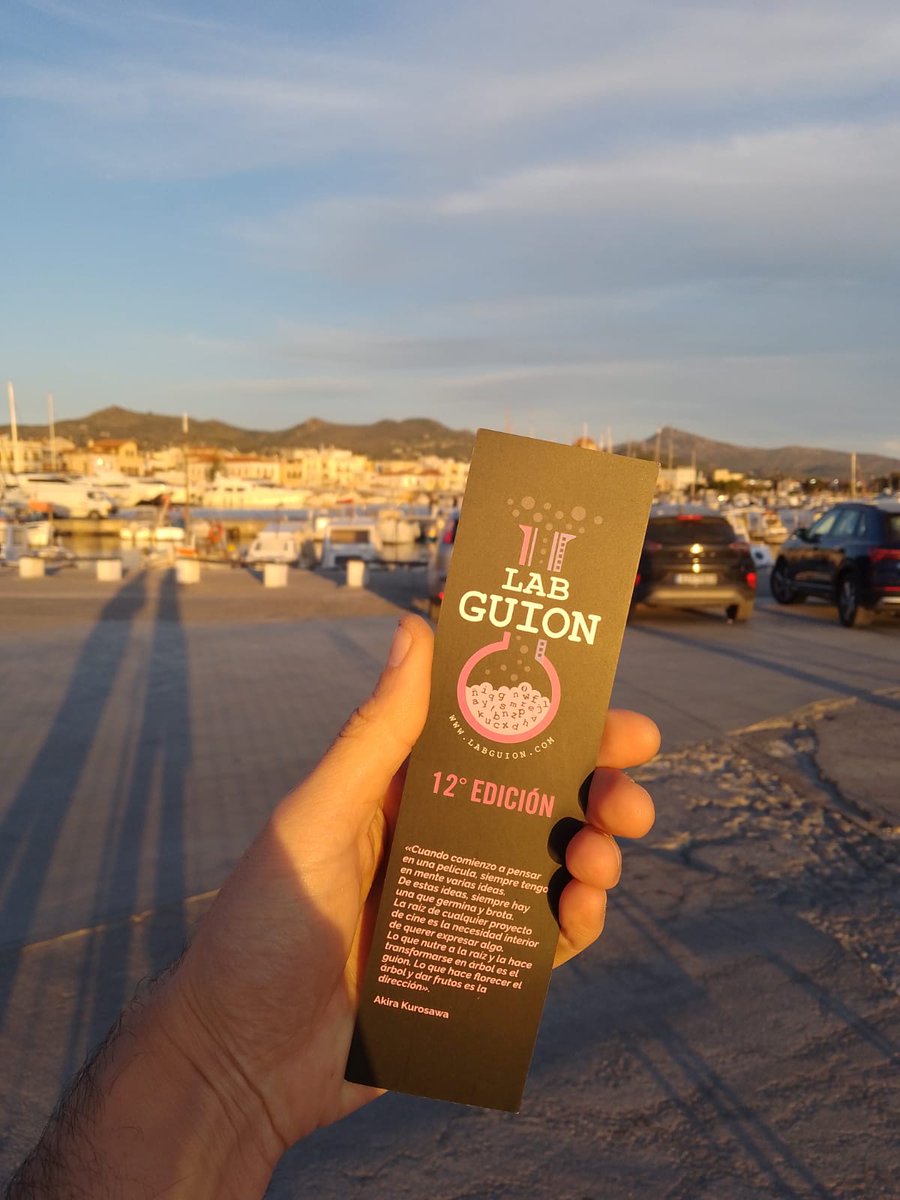 LAB
GUION
WWW.LABGUION.COM
12° EDICIÓN
«Cuando comienzo a pensar
en una película, siempre tengo
en mente varias ideas.
De estas ideas, siempre hay
una que germina y brota.
La raíz de cualquier proyecto
de cine es la necesidad interior
de querer expresar algo.
Lo que nutre a la raíz y la hace
transformarse en árbol es el
guion. Lo que hace florecer el
árbol y dar frutos es la
dirección».
Akira Kurosawa